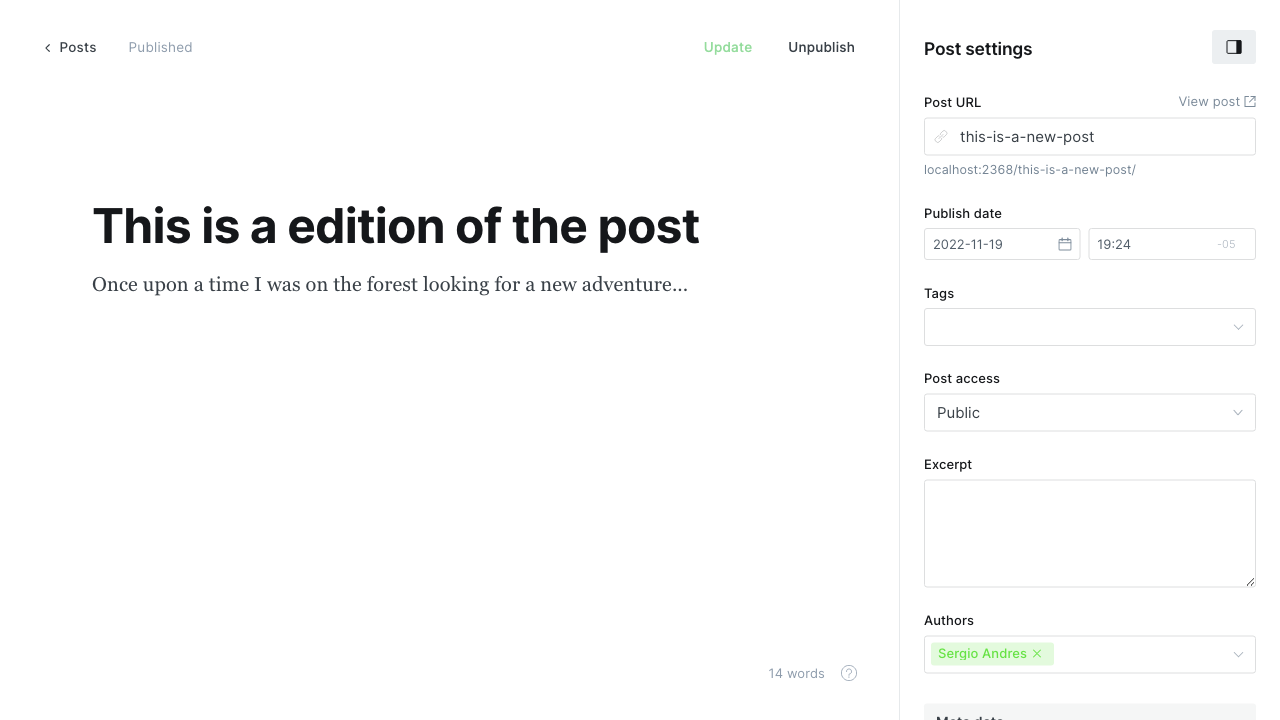 Posts
Published
Update
Unpublish
This is a edition of the post
Once upon a time I was on the forest looking for a new adventure...
14 words
?
Post settings
Post URL
View post
this-is-a-new-post
localhost:2368/this-is-a-new-post/
Publish date
2022-11-19
19:24
-05
Tags
Post access
Public
Excerpt
Authors
Sergio Andres
Meta data